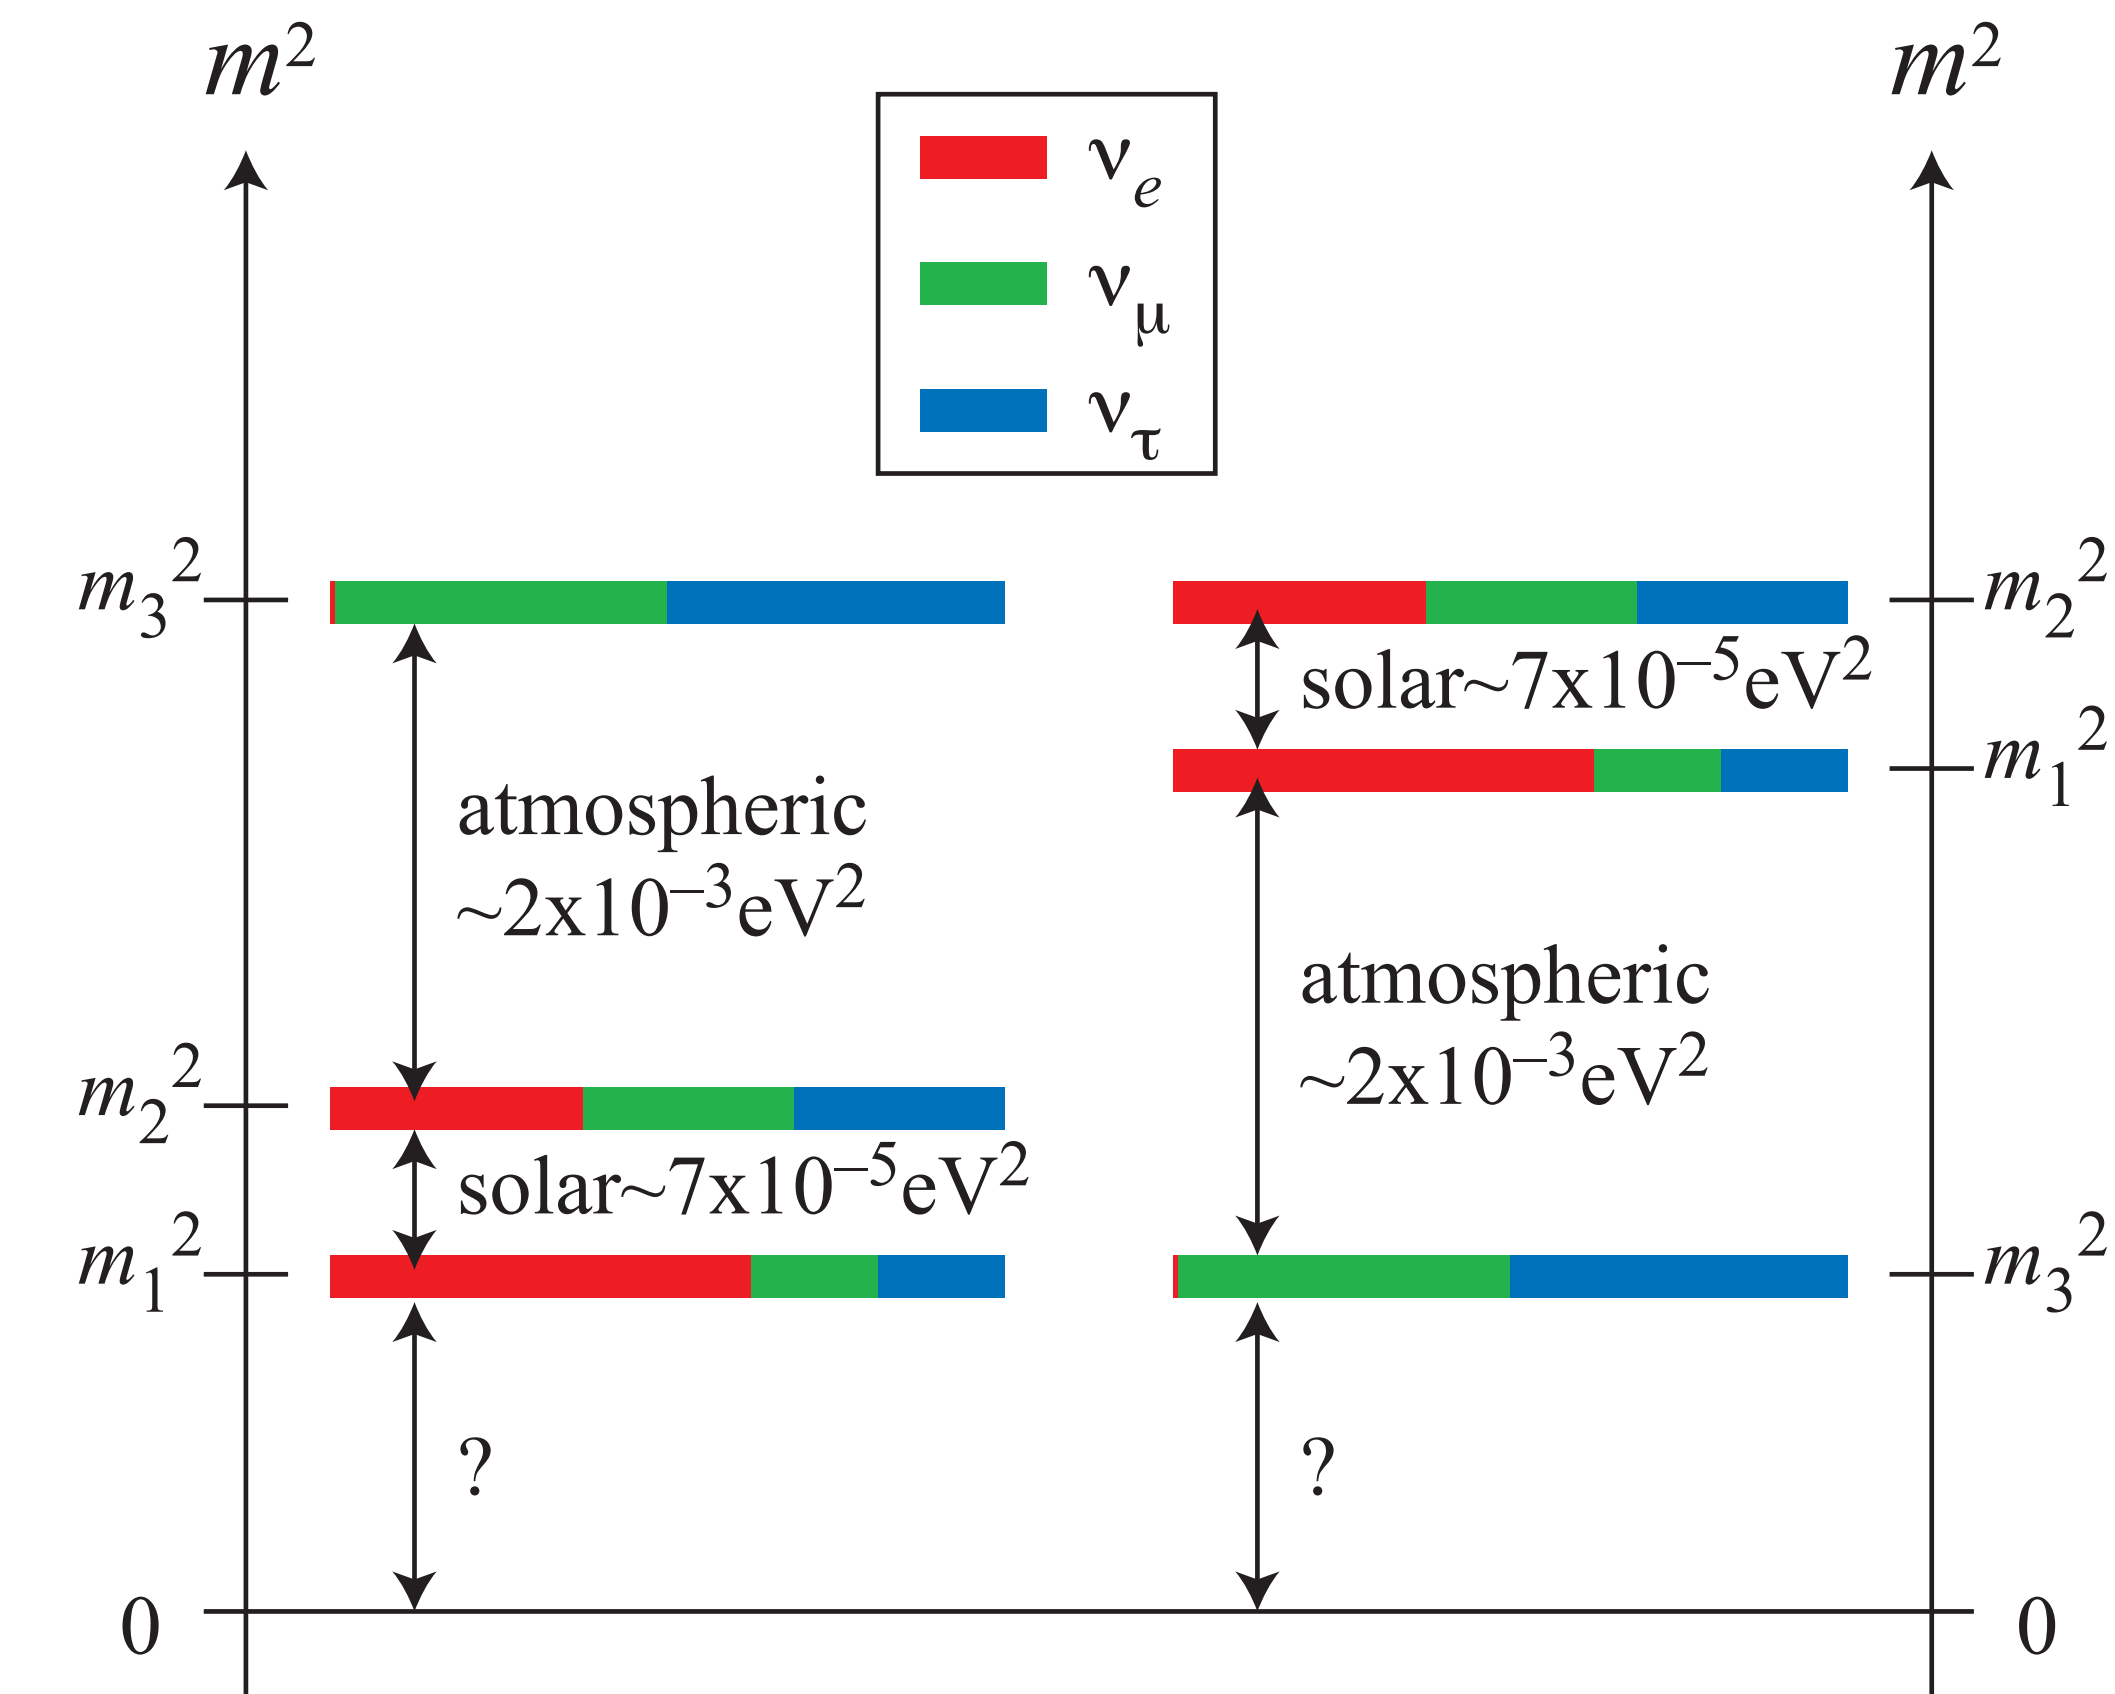 m²
m²
νe
νμ
ντ
m₃²
m₂²
solar~7x10⁻⁵eV²
m₁²
atmospheric
~2x10⁻³eV²
atmospheric
~2x10⁻³eV²
m₂²
solar~7x10⁻⁵eV²
m₁²
m₃²
?
?
0
0